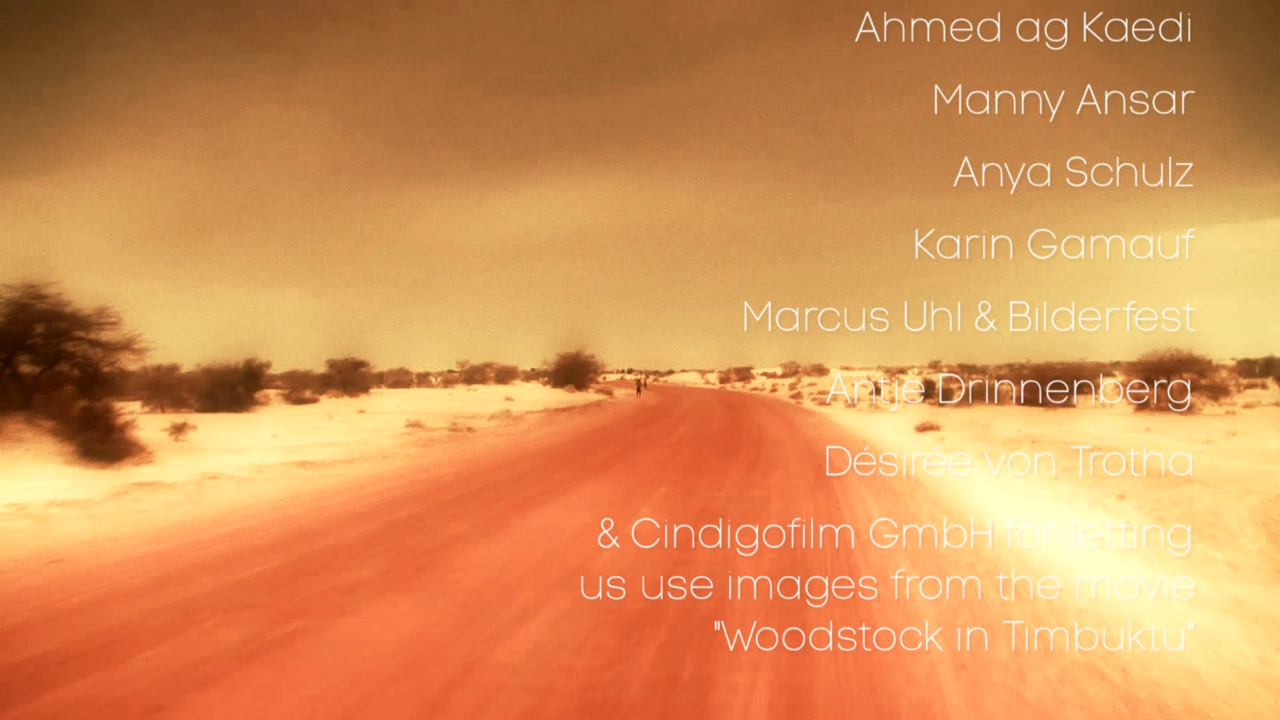 Ahmed ag Kaedi
Manny Ansar
Anya Schulz
Karin Gamauf
Marcus Uhl & Bilderfest
Antje Drinnenberg
Désirée von Trotha
& Cindigofilm GmbH for letting
us use images from the movie
"Woodstock in Timbuktu"